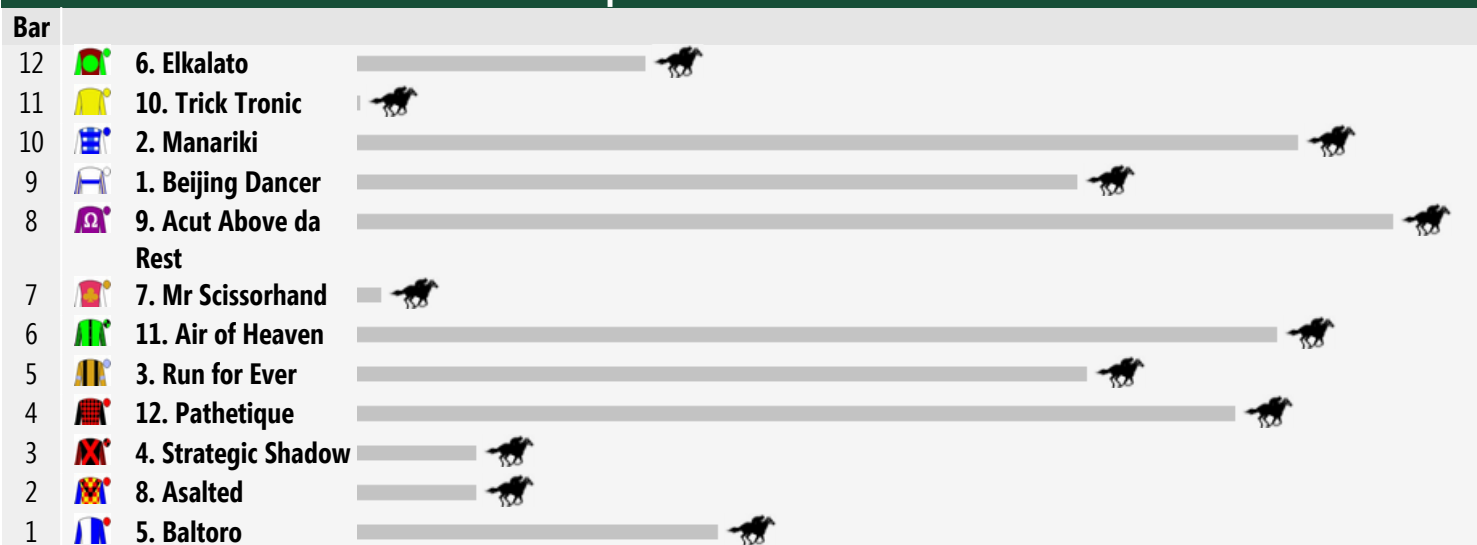 Bar
12 6. Elkalato
11 10. Trick Tronic
10 2. Manariki
9 1. Beijing Dancer
8 Ω 9. Acut Above da
Rest
7 7. Mr Scissorhand
6 11. Air of Heaven
5 3. Run for Ever
4 12. Pathetique
3 4. Strategic Shadow
2 8. Asalted
1 5. Baltoro